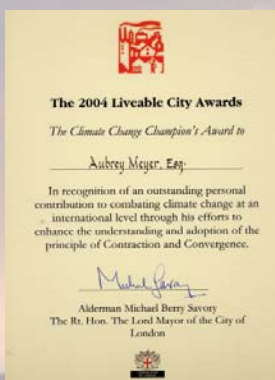 The 2004 Liveable City Awards
The Climate Change Champion's Award to
Aubrey Meyer, Esq.
In recognition of an outstanding personal
contribution to combating climate change at an
international level through his efforts to
enhance the understanding and adoption of the
principle of Contraction and Convergence.
Alderman Michael Berry Savory
The Rt. Hon. The Lord Mayor of the City of
London